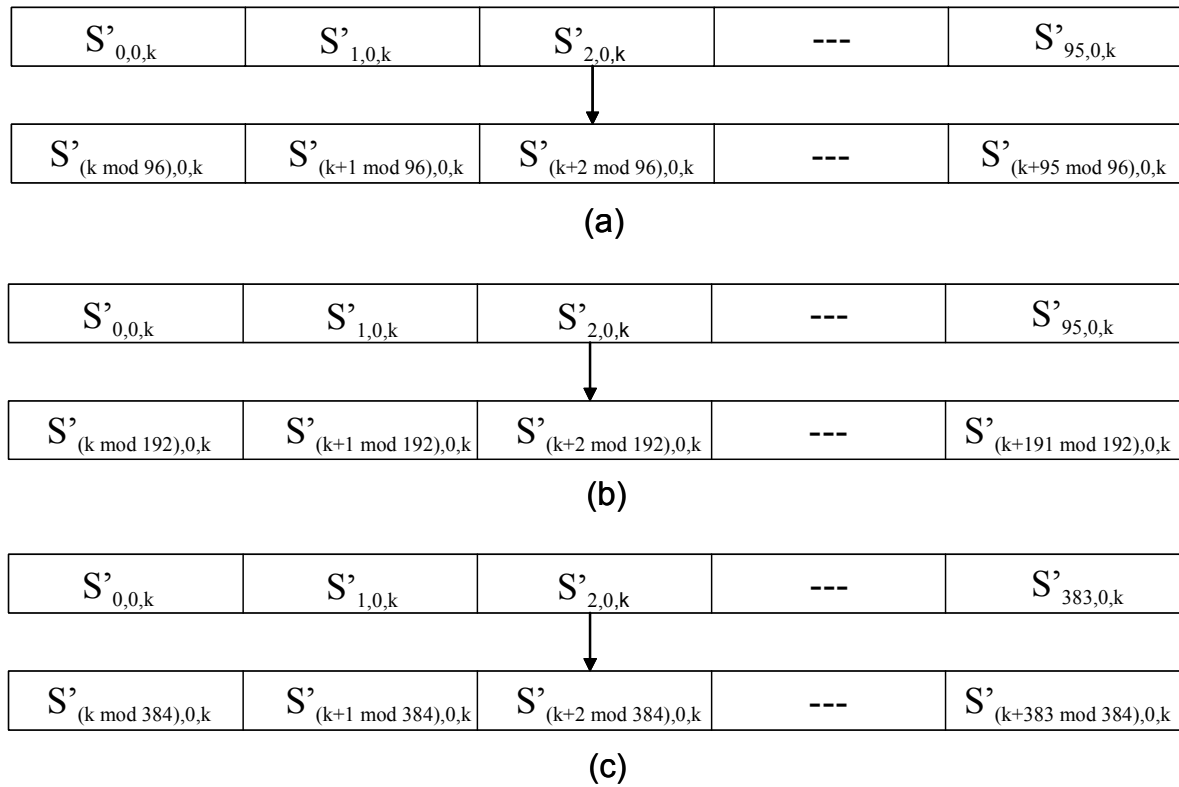 S’0,0,k S’1,0,k S’2,0,k --- S’95,0,k
S’(k mod 96),0,k S’(k+1 mod 96),0,k S’(k+2 mod 96),0,k --- S’(k+95 mod 96),0,k
(a)
S’0,0,k S’1,0,k S’2,0,k --- S’95,0,k
S’(k mod 192),0,k S’(k+1 mod 192),0,k S’(k+2 mod 192),0,k --- S’(k+191 mod 192),0,k
(b)
S’0,0,k S’1,0,k S’2,0,k --- S’383,0,k
S’(k mod 384),0,k S’(k+1 mod 384),0,k S’(k+2 mod 384),0,k --- S’(k+383 mod 384),0,k
(c)